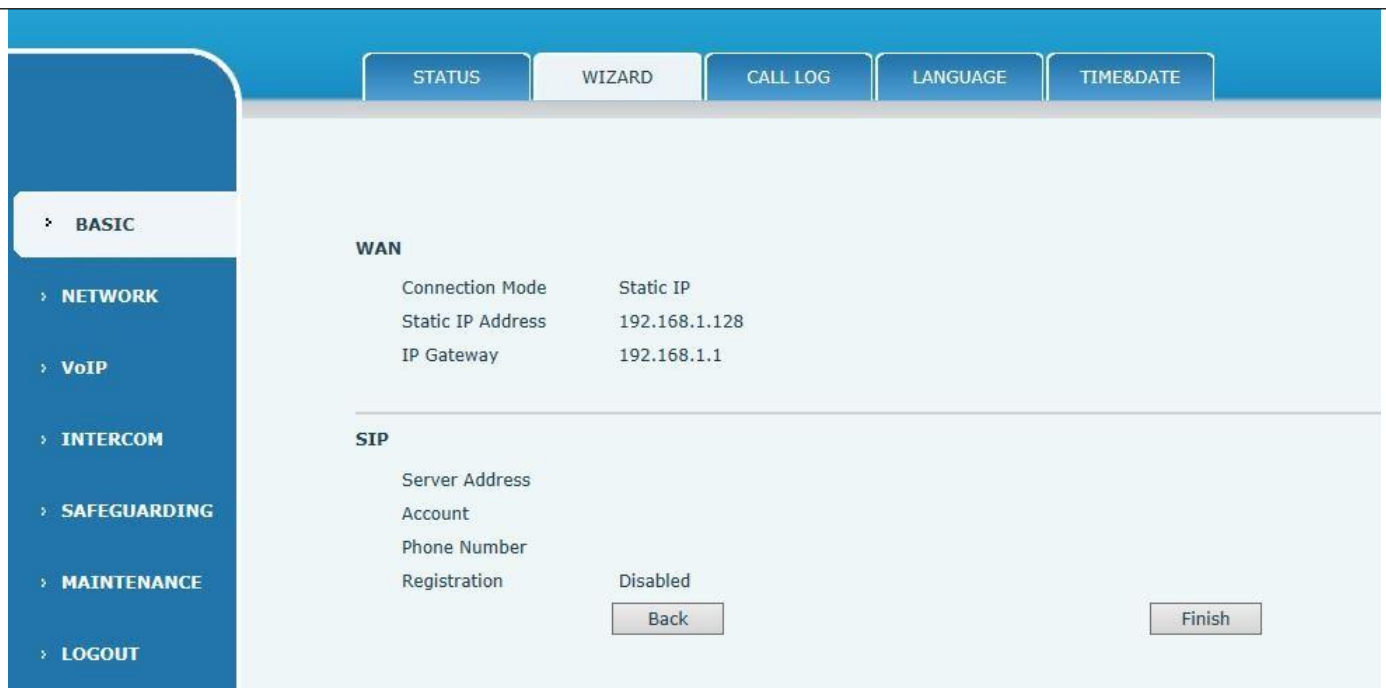 STATUS WIZARD CALL LOG LANGUAGE TIME&DATE
BASIC
NETWORK
VoIP
INTERCOM
SAFEGUARDING
MAINTENANCE
LOGOUT
WAN
Connection Mode Static IP
Static IP Address 192.168.1.128
IP Gateway 192.168.1.1
SIP
Server Address
Account
Phone Number
Registration Disabled
Back Finish